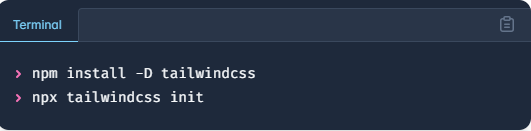 Terminal
› npm install -D tailwindcss
› npx tailwindcss init